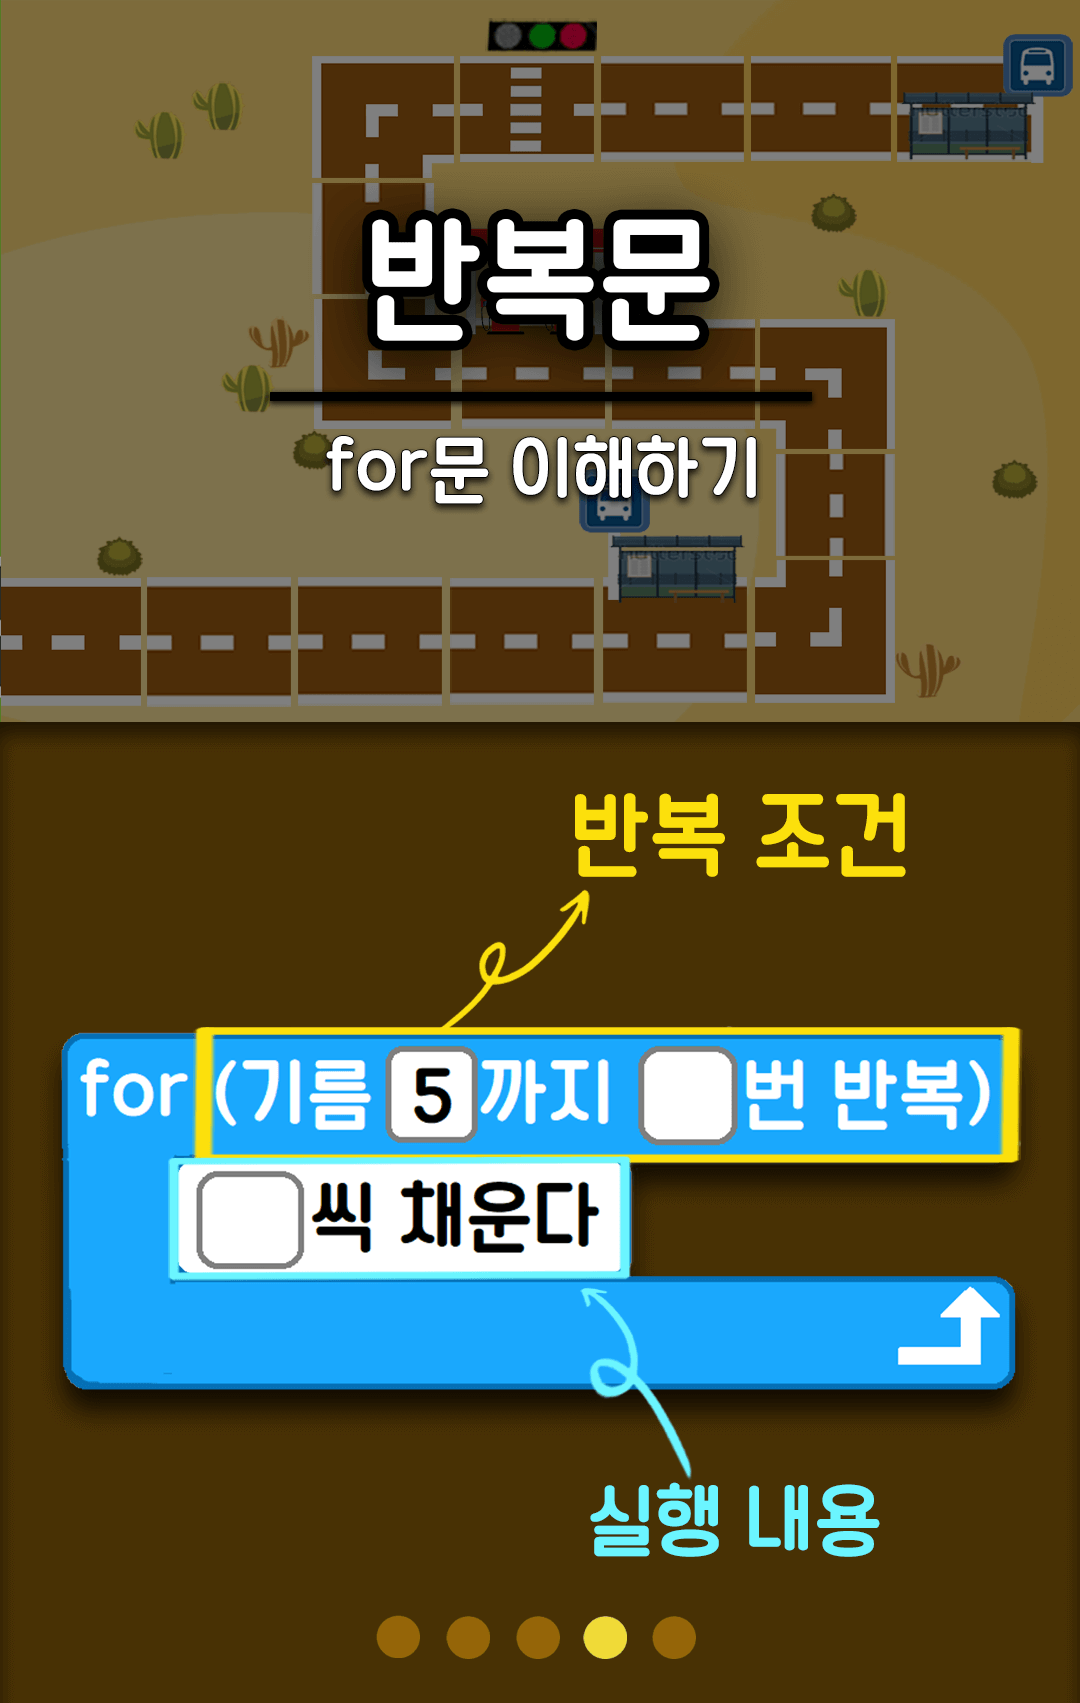 반복문
for문 이해하기
반복 조건
for (기름 5 까지 번 반복)
씩 채운다
실행 내용